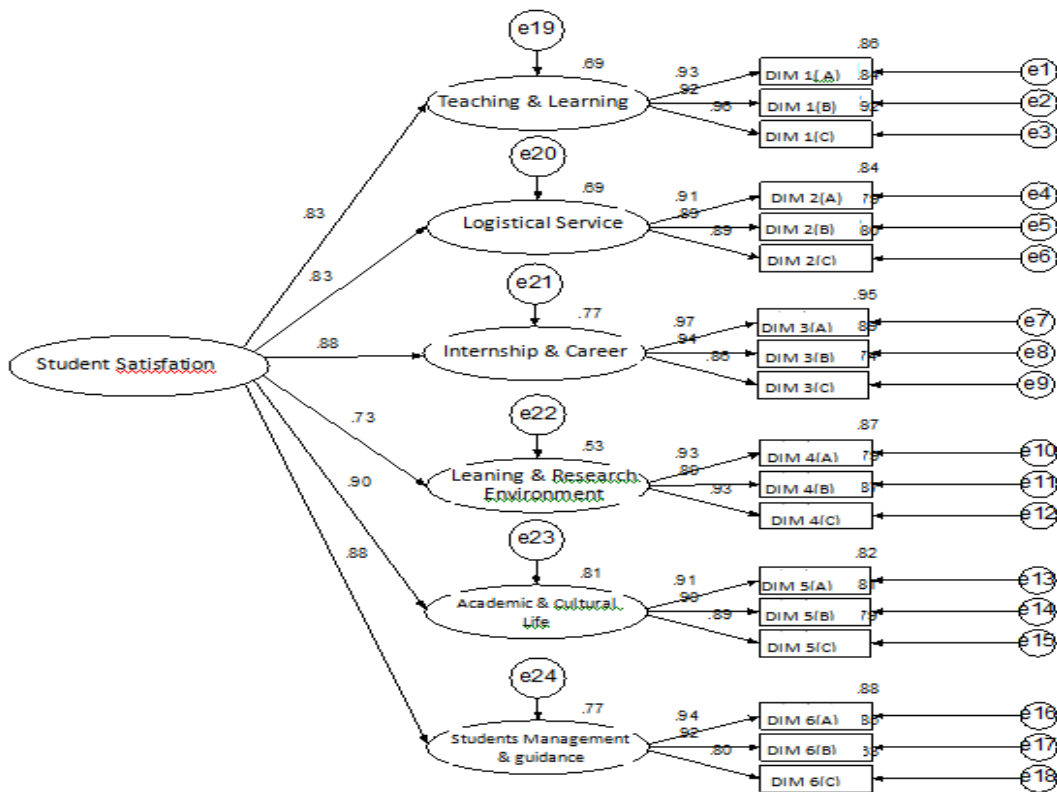 e19
.86
.69
.93
DIM 1(A) .84
e1
Teaching & Learning
.92
DIM 1(B) .92
e2
.96
DIM 1(C)
e3
e20
.84
.69
.91
DIM 2(A)
e4
.83
Logistical Service
.89
DIM 2(B) .80
e5
.89
DIM 2(C)
e6
.83
e21
.95
.77
.97
DIM 3(A) .89
e7
Student Satisfation
.88
Internship & Career
.94
DIM 3(B) .74
e8
.86
DIM 3(C)
e9
e22
.87
.73
.53
.93
DIM 4(A)
e10
Leaning & Research
Environment
DIM 4(B)
e11
.90
.93
DIM 4(C)
e12
e23
.82
.81
.91
DIM 5(A) .81
e13
.88
Academic & Cultural
Life
.90
DIM 5(B) .79
e14
.89
DIM 5(C)
e15
e24
.88
.77
.94
DIM 6(A)
e16
Students Management
& guidance
.92
DIM 6(B)
e17
.80
DIM 6(C)
e18